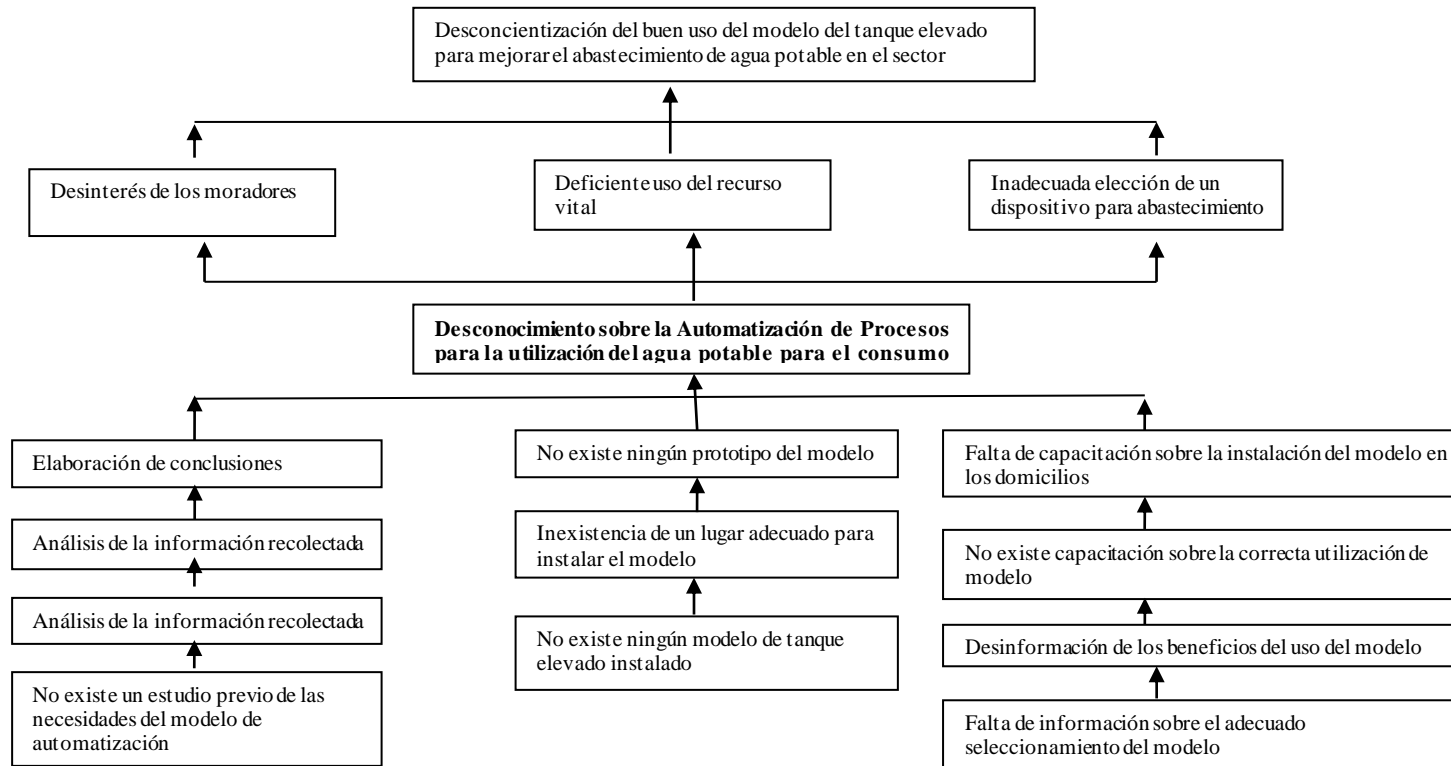 Desconcientización del buen uso del modelo del tanque elevado
para mejorar el abastecimiento de agua potable en el sector
Desinterés de los moradores
Deficiente uso del recurso
vital
Inadecuada elección de un
dispositivo para abastecimiento
Desconocimiento sobre la Automatización de Procesos
para la utilización del agua potable para el consumo
Elaboración de conclusiones
Análisis de la información recolectada
Análisis de la información recolectada
No existe un estudio previo de las
necesidades del modelo de
automatización
No existe ningún prototipo del modelo
Inexistencia de un lugar adecuado para
instalar el modelo
No existe ningún modelo de tanque
elevado instalado
Falta de capacitación sobre la instalación del modelo en
los domicilios
No existe capacitación sobre la correcta utilización de
modelo
Desinformación de los beneficios del uso del modelo
Falta de información sobre el adecuado
seleccionamiento del modelo